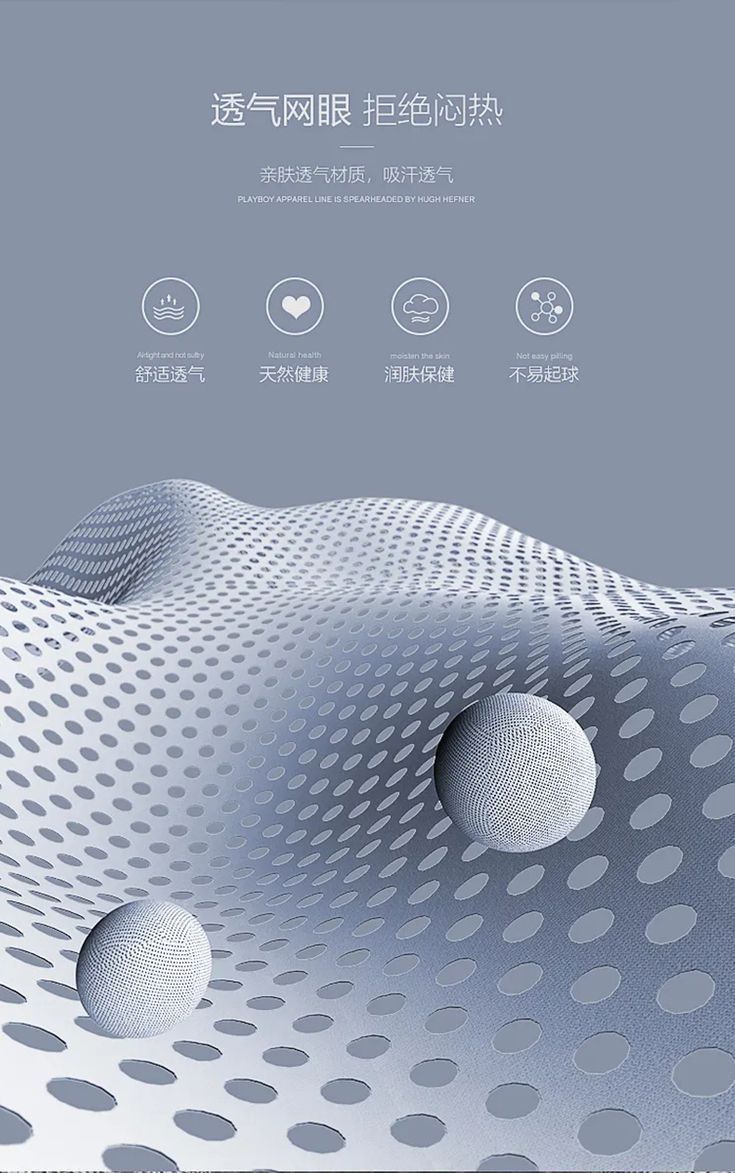 透气网眼 拒绝闷热
亲肤透气材质，吸汗透气
PLAYBOY APPAREL LINE IS SPEARHEADED BY HUGH HEFNER
Airlight and not sultry Natural health moisten the skin Not easy pilling
舒适透气 天然健康 润肤保健 不易起球